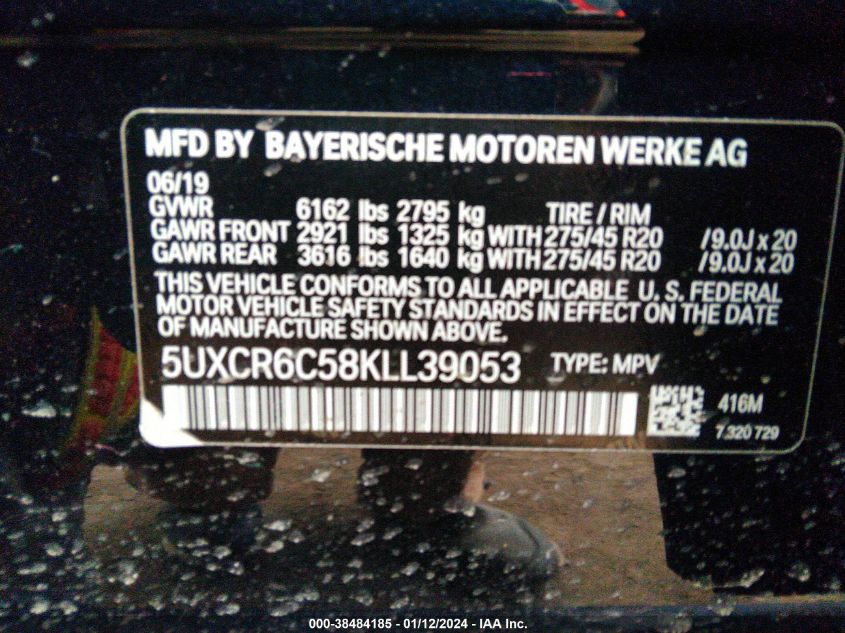 MFD BY BAYERISCHE MOTOREN WERKE AG
06/19
GVWR 6162 lbs 2795 kg TIRE / RIM
GAWR FRONT 2921 lbs 1325 kg WITH 275/45 R20 /9.0J x 20
GAWR REAR 3616 lbs 1640 kg WITH 275/45 R20 /9.0J x 20
THIS VEHICLE CONFORMS TO ALL APPLICABLE U. S. FEDERAL
MOTOR VEHICLE SAFETY STANDARDS IN EFFECT ON THE DATE
OF MANUFACTURE SHOWN ABOVE.
5UXCR6C58KLL39053 TYPE: MPV
416M
7.320 729
000-38484185 - 01/12/2024 - IAA Inc.